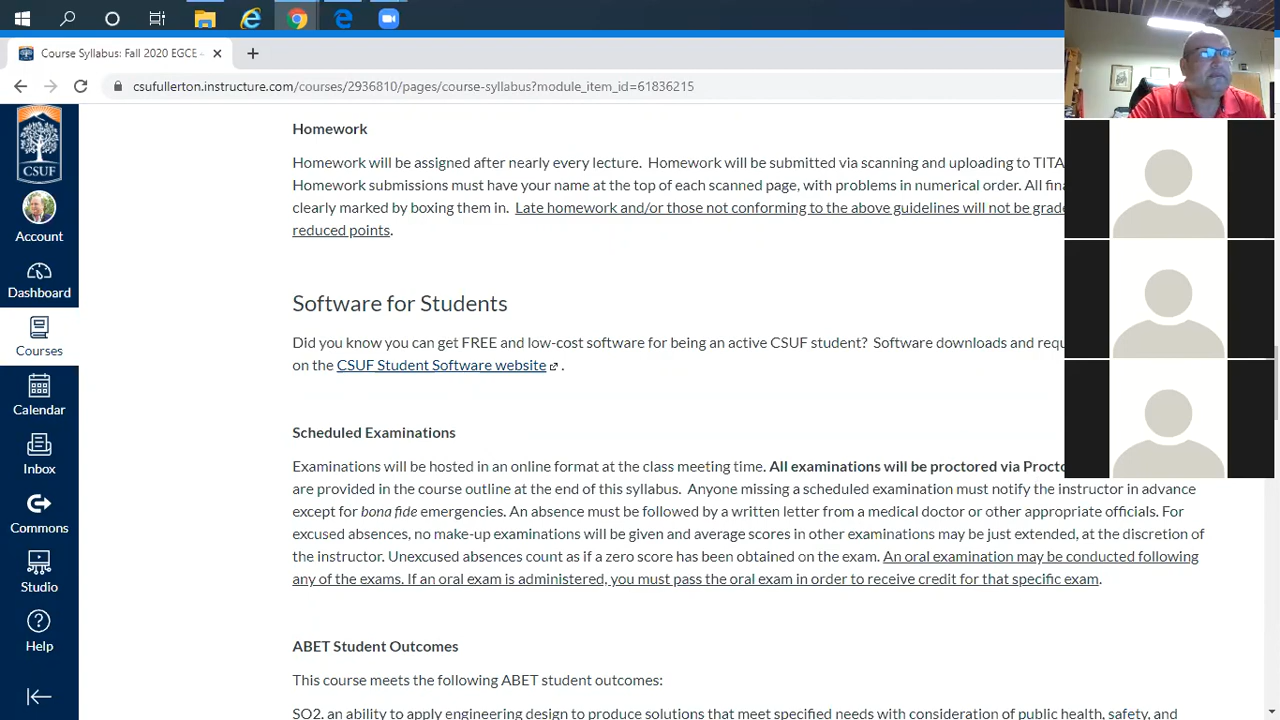 Course Syllabus: Fall 2020 EGCE -
csufullerton.instructure.com/courses/2936810/pages/course-syllabus?module_item_id=61836215
CSUF
Account
Dashboard
Courses
Calendar
Inbox
Commons
Studio
Help
Homework
Homework will be assigned after nearly every lecture. Homework will be submitted via scanning and uploading to TITA
Homework submissions must have your name at the top of each scanned page, with problems in numerical order. All fina
clearly marked by boxing them in. Late homework and/or those not conforming to the above guidelines will not be grade
reduced points.
Software for Students
Did you know you can get FREE and low-cost software for being an active CSUF student? Software downloads and requ
on the CSUF Student Software website .
Scheduled Examinations
Examinations will be hosted in an online format at the class meeting time. All examinations will be proctored via Procto
are provided in the course outline at the end of this syllabus. Anyone missing a scheduled examination must notify the instructor in advance
except for bona fide emergencies. An absence must be followed by a written letter from a medical doctor or other appropriate officials. For
excused absences, no make-up examinations will be given and average scores in other examinations may be just extended, at the discretion of
the instructor. Unexcused absences count as if a zero score has been obtained on the exam. An oral examination may be conducted following
any of the exams. If an oral exam is administered, you must pass the oral exam in order to receive credit for that specific exam.
ABET Student Outcomes
This course meets the following ABET student outcomes:
SO2. an ability to apply engineering design to produce solutions that meet specified needs with consideration of public health, safety, and